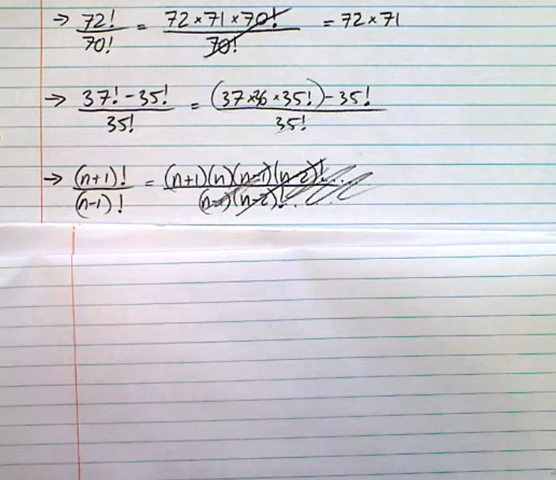 → 72!/70! = 72 × 71 × 70!/70! = 72 × 71
→ 37! - 35!/35! = (37 × 36 × 35!) - 35!/35!
→ (n+1)!/(n-1)! = (n+1)(n)(n-1)(n-2)!/(n-1)(n-2)!